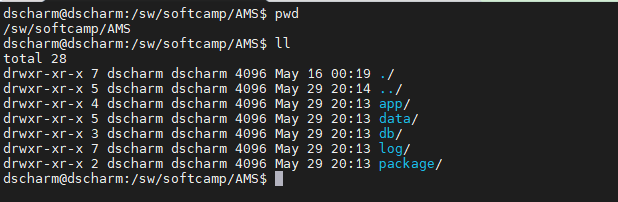 dscharm@dscharm:/sw/softcamp/AMS$ pwd
/sw/softcamp/AMS
dscharm@dscharm:/sw/softcamp/AMS$ ll
total 28
drwxr-xr-x 7 dscharm dscharm 4096 May 16 00:19 ./
drwxr-xr-x 5 dscharm dscharm 4096 May 29 20:14 ../
drwxr-xr-x 4 dscharm dscharm 4096 May 29 20:13 app/
drwxr-xr-x 5 dscharm dscharm 4096 May 29 20:13 data/
drwxr-xr-x 3 dscharm dscharm 4096 May 29 20:13 db/
drwxr-xr-x 7 dscharm dscharm 4096 May 29 20:13 log/
drwxr-xr-x 2 dscharm dscharm 4096 May 29 20:13 package/
dscharm@dscharm:/sw/softcamp/AMS$